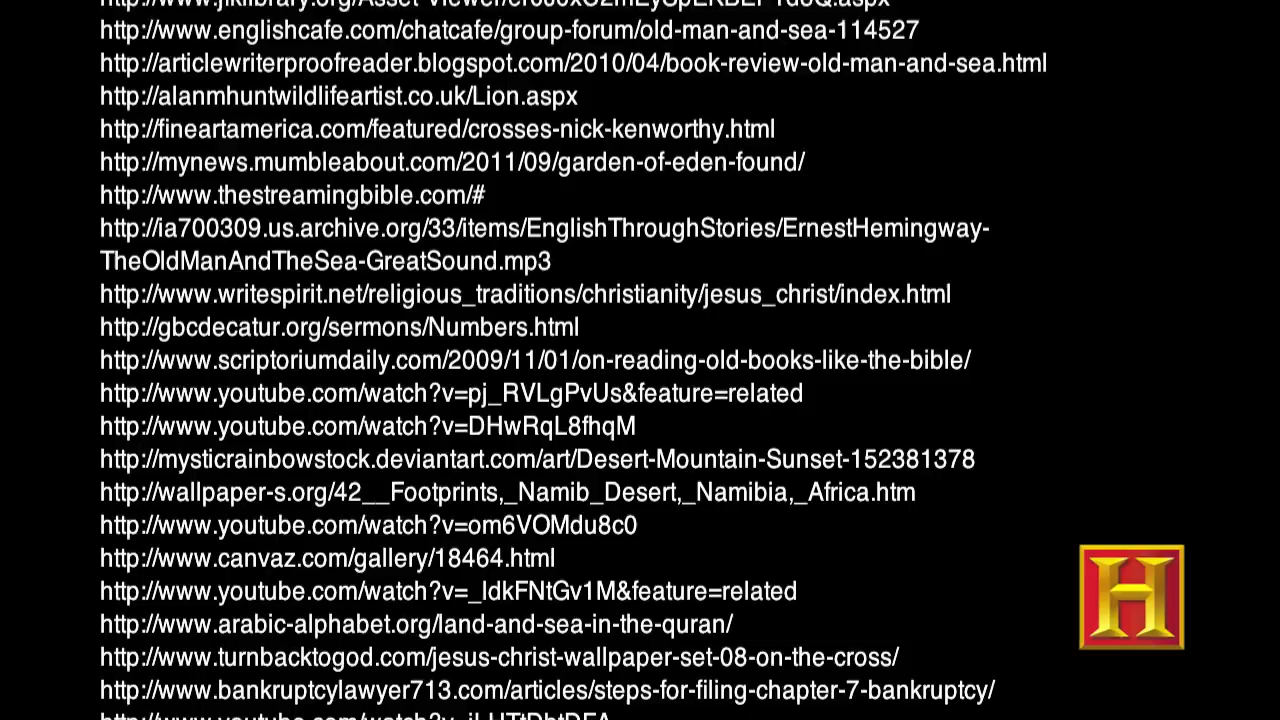 http://www.englishcafe.com/chatcafe/group-forum/old-man-and-sea-114527
http://articlewriterproofreader.blogspot.com/2010/04/book-review-old-man-and-sea.html
http://alanmhuntwildlifeartist.co.uk/Lion.aspx
http://fineartamerica.com/featured/crosses-nick-kenworthy.html
http://mynews.mumbleabout.com/2011/09/garden-of-eden-found/
http://www.thestreamingbible.com/#
http://ia700309.us.archive.org/33/items/EnglishThroughStories/ErnestHemingway-
TheOldManAndTheSea-GreatSound.mp3
http://www.writespirit.net/religious_traditions/christianity/jesus_christ/index.html
http://gbcdecatur.org/sermons/Numbers.html
http://www.scriptoriumdaily.com/2009/11/01/on-reading-old-books-like-the-bible/
http://www.youtube.com/watch?v=pj_RVLgPvUs&feature=related
http://www.youtube.com/watch?v=DHwRqL8fhqM
http://mysticrainbowstock.deviantart.com/art/Desert-Mountain-Sunset-152381378
http://wallpaper-s.org/42__Footprints,_Namib_Desert,_Namibia,_Africa.htm
http://www.youtube.com/watch?v=om6VOMdu8c0
http://www.canvaz.com/gallery/18464.html
http://www.youtube.com/watch?v=_ldkFNtGv1M&feature=related
http://www.arabic-alphabet.org/land-and-sea-in-the-quran/
http://www.turnbacktogod.com/jesus-christ-wallpaper-set-08-on-the-cross/
http://www.bankruptcylawyer713.com/articles/steps-for-filing-chapter-7-bankruptcy/
H